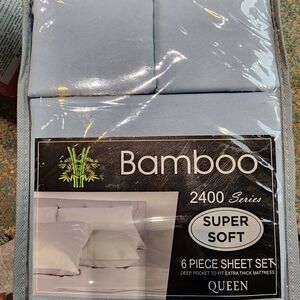 Bamboo
2400 Series
SUPER
SOFT
6 PIECE SHEET SET
DEEP POCKET TO FIT EXTRA THICK MATTRESS
QUEEN